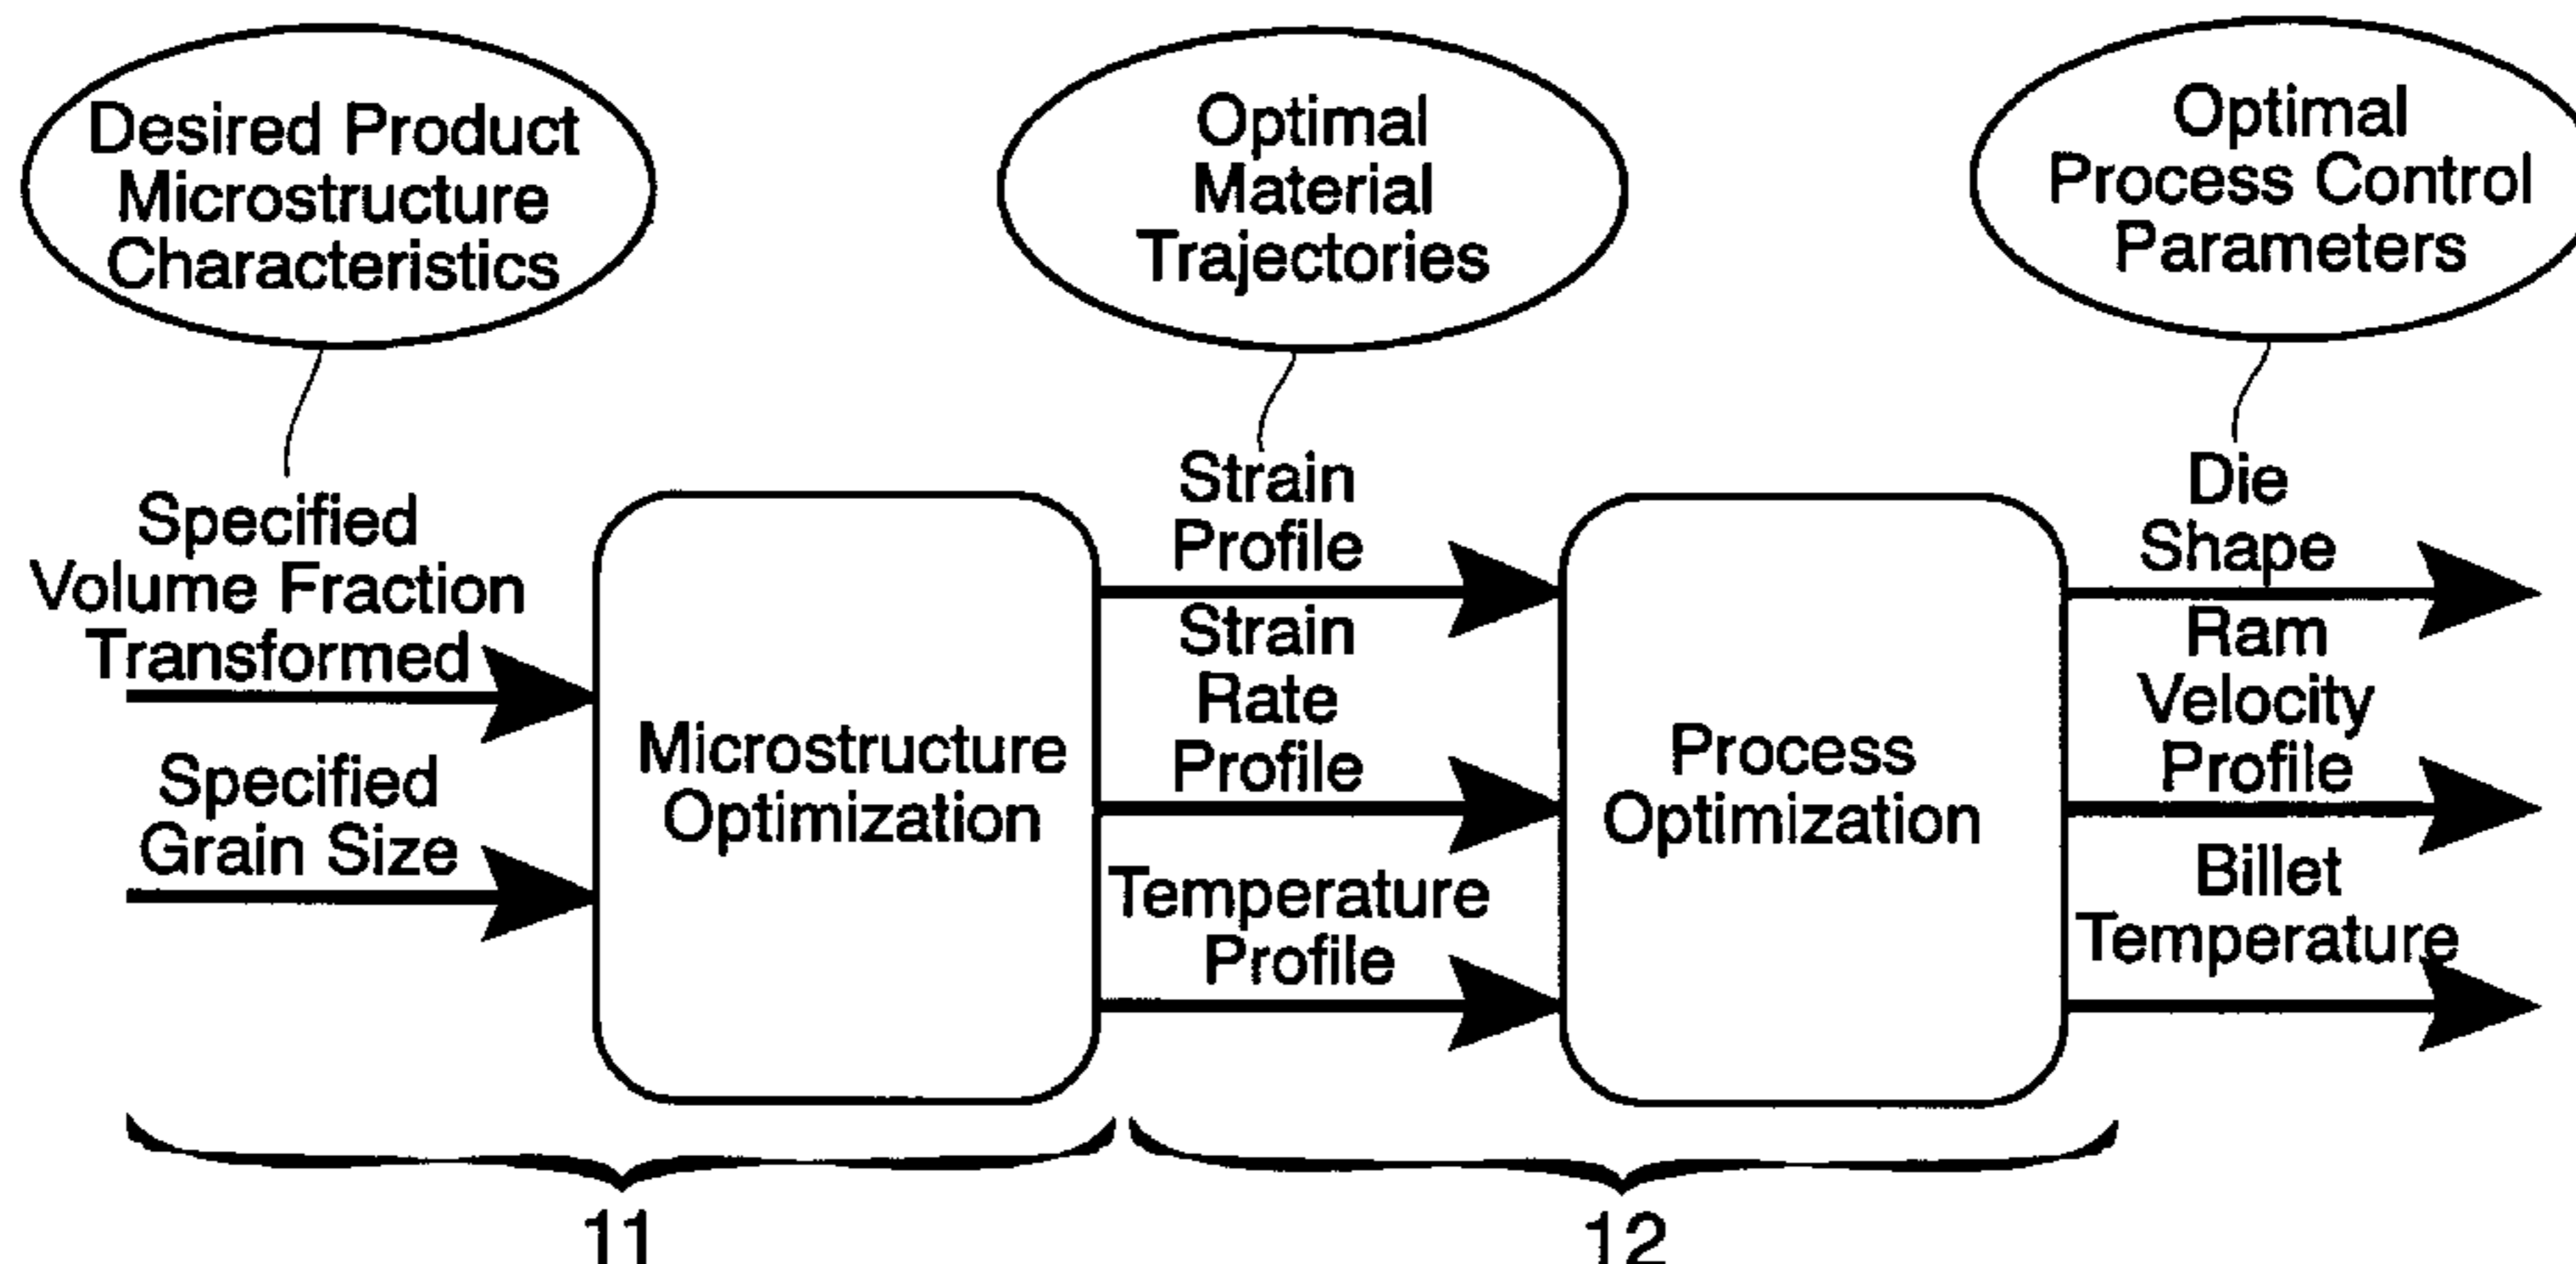 Desired Product
Microstructure
Characteristics
Optimal
Material
Trajectories
Optimal
Process Control
Parameters
Specified
Volume Fraction
Transformed
Specified
Grain Size
Microstructure
Optimization
Strain
Profile
Strain
Rate
Profile
Temperature
Profile
Process
Optimization
Die
Shape
Ram
Velocity
Profile
Billet
Temperature
11
12